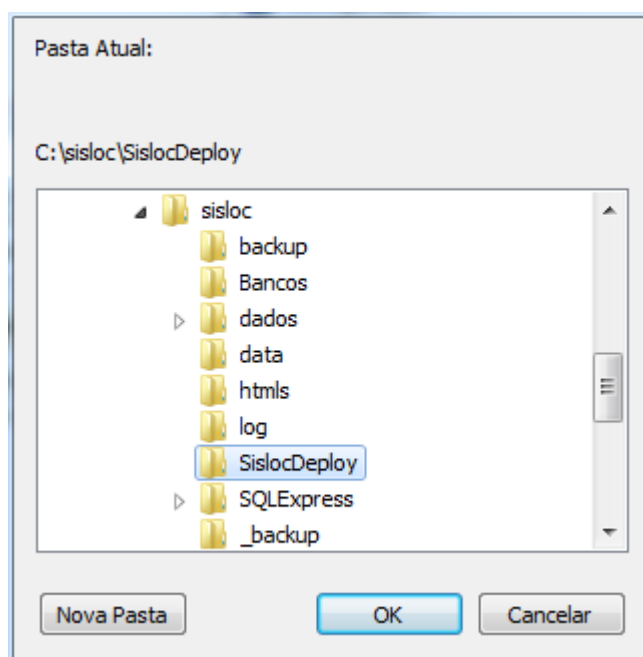 Pasta Atual:
C:\sisloc\SislocDeploy
sisloc
backup
Bancos
dados
data
htmls
log
SislocDeploy
SQLExpress
_backup
Nova Pasta
OK
Cancelar